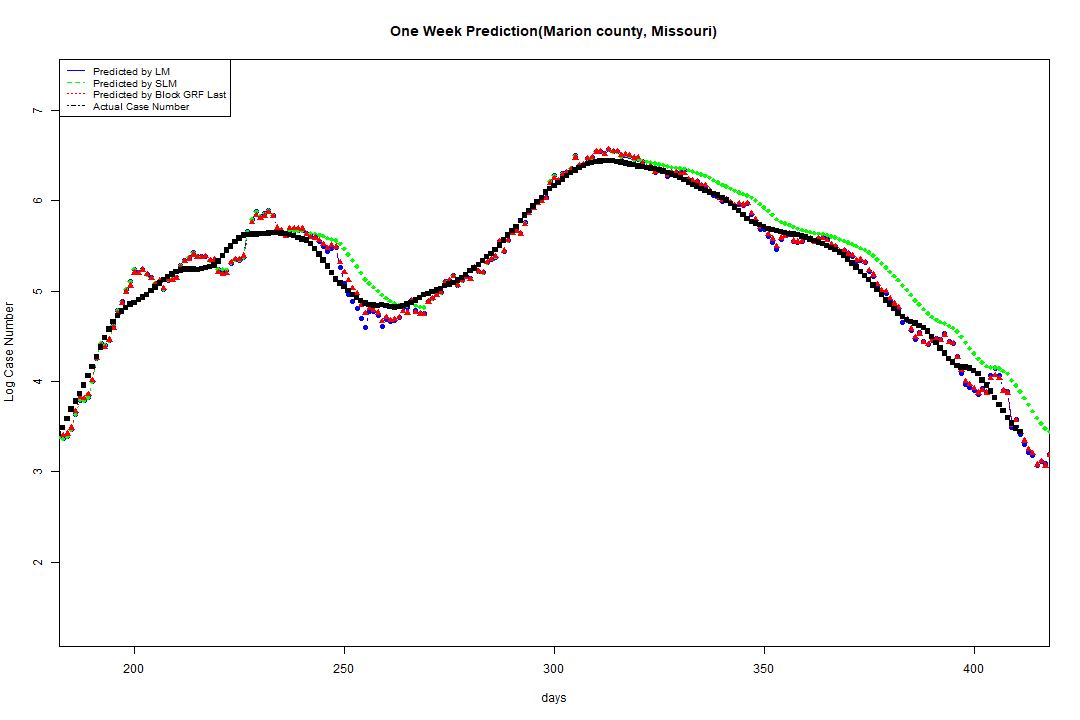 One Week Prediction(Marion county, Missouri)
Predicted by LM
Predicted by SLM
Predicted by Block GRF Last
Actual Case Number
7
6
5
4
3
2
Log Case Number
200 250 300 350 400
days